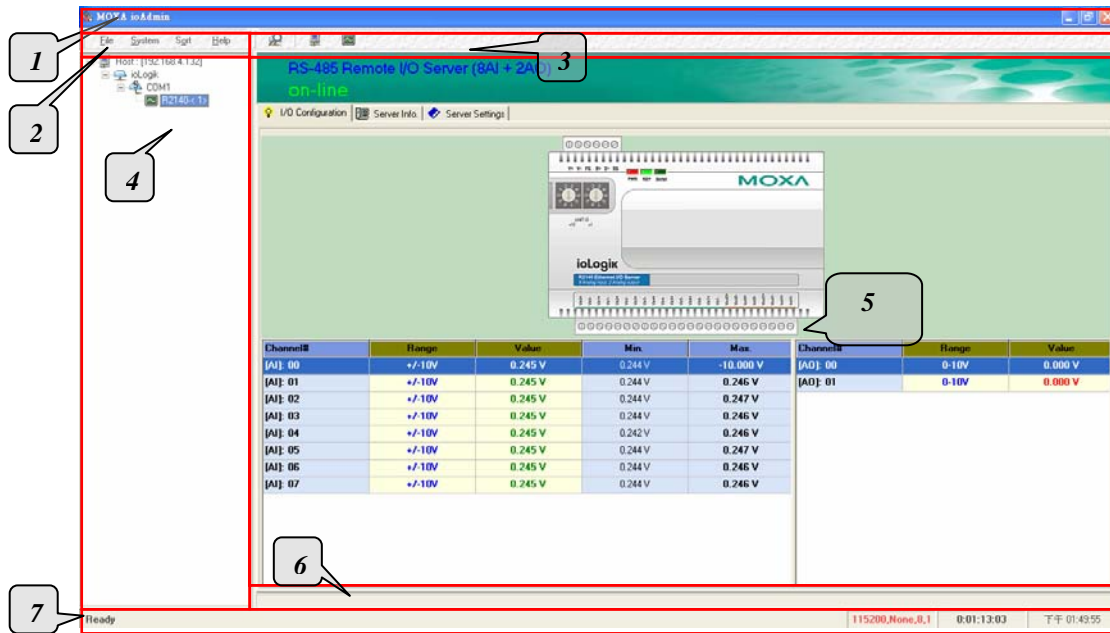 MOXA ioAdmin
File System Sort Help
1
2
3
4
5
6
7
Host : [192.168.4.132]
ioLogik
COM1
R2140-< 1>
RS-485 Remote I/O Server (8AI + 2AO)
on-line
I/O Configuration Server Info. Server Settings
MOXA
ioLogik
Channel# Range Value Min. Max. Channel# Range Value
[AI]: 00 +/-10V 0.245 V 0.244 V -10.000 V [AO]: 00 0-10V 0.000 V
[AI]: 01 +/-10V 0.245 V 0.244 V 0.246 V [AO]: 01 0-10V 0.000 V
[AI]: 02 +/-10V 0.245 V 0.244 V 0.247 V
[AI]: 03 +/-10V 0.245 V 0.244 V 0.246 V
[AI]: 04 +/-10V 0.245 V 0.242 V 0.246 V
[AI]: 05 +/-10V 0.245 V 0.244 V 0.247 V
[AI]: 06 +/-10V 0.245 V 0.244 V 0.246 V
[AI]: 07 +/-10V 0.245 V 0.244 V 0.246 V
Ready 115200,None,8,1 0:01:13:03 下午 01:49:55